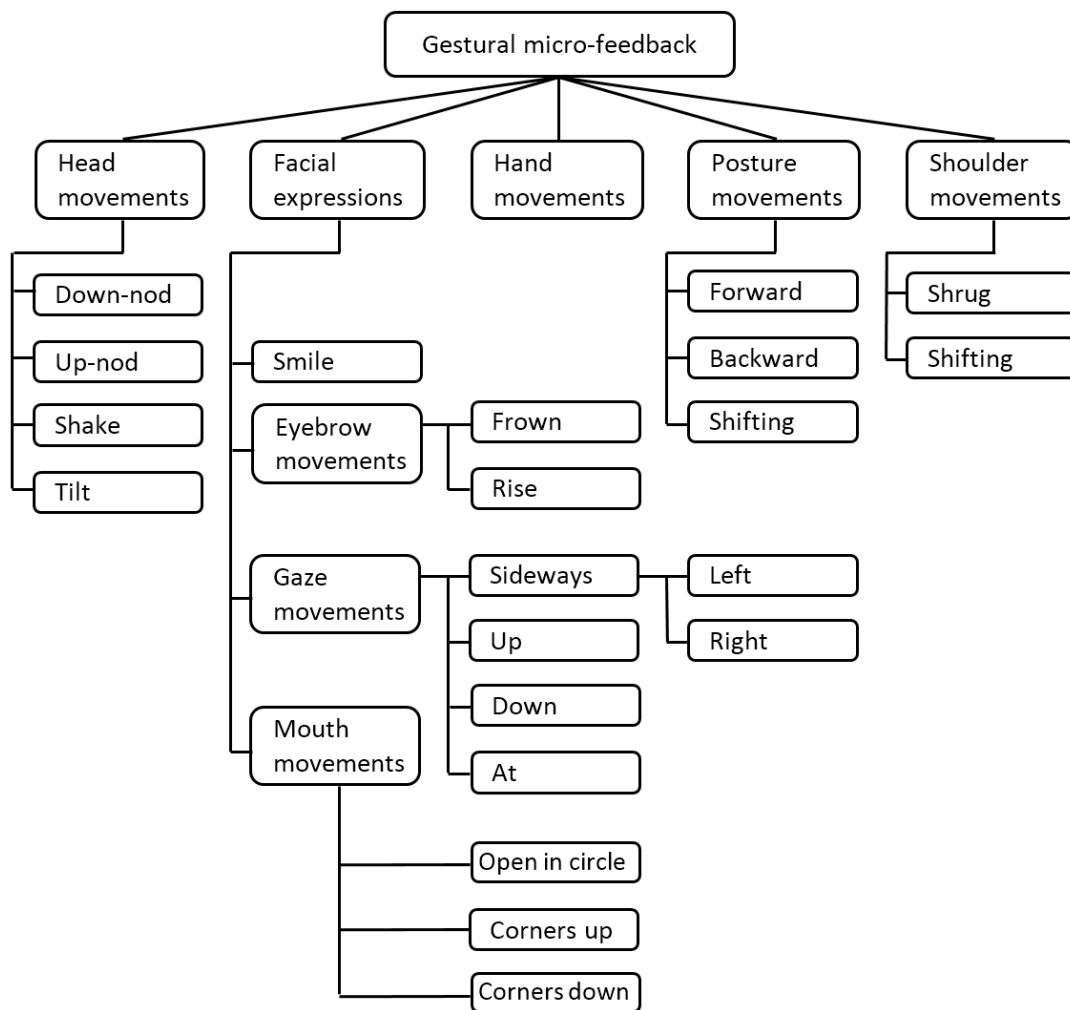 Gestural micro-feedback
Head
movements
Facial
expressions
Hand
movements
Posture
movements
Shoulder
movements
Down-nod
Up-nod
Shake
Tilt
Smile
Eyebrow
movements
Frown
Rise
Gaze
movements
Sideways
Left
Right
Up
Down
At
Mouth
movements
Open in circle
Corners up
Corners down
Forward
Backward
Shifting
Shrug
Shifting